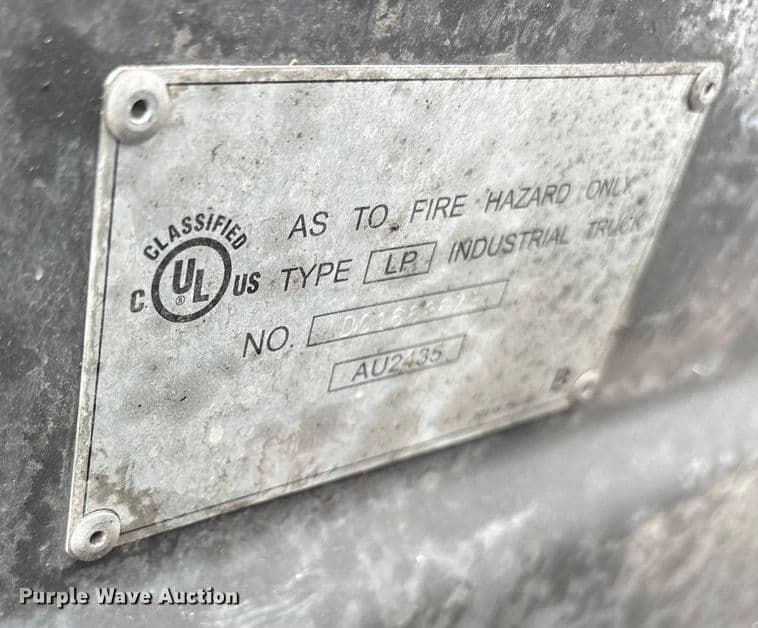 CLASSIFIED
C UL ® US
AS TO FIRE HAZARD ONLY
TYPE LP INDUSTRIAL TRUCK
NO.
AU2435
B
Purple Wave Auction